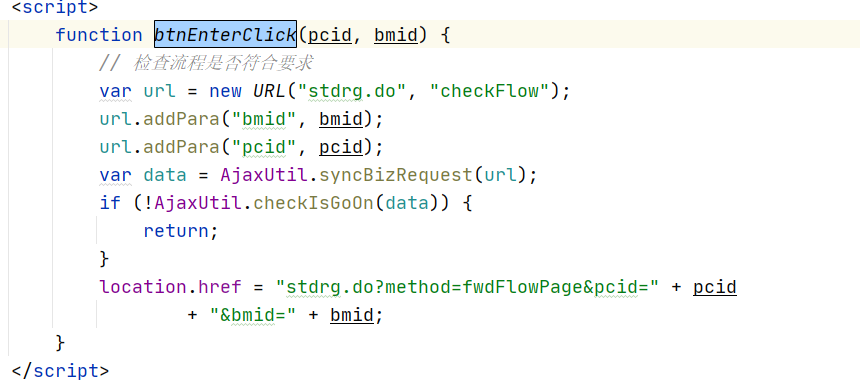 <script>
function btnEnterClick(pcid, bmid) {
// 检查流程是否符合要求
var url = new URL("stdrg.do", "checkFlow");
url.addPara("bmid", bmid);
url.addPara("pcid", pcid);
var data = AjaxUtil.syncBizRequest(url);
if (!AjaxUtil.checkIsGoOn(data)) {
return;
}
location.href = "stdrg.do?method=fwdFlowPage&pcid=" + pcid
+ "&bmid=" + bmid;
}
</script>